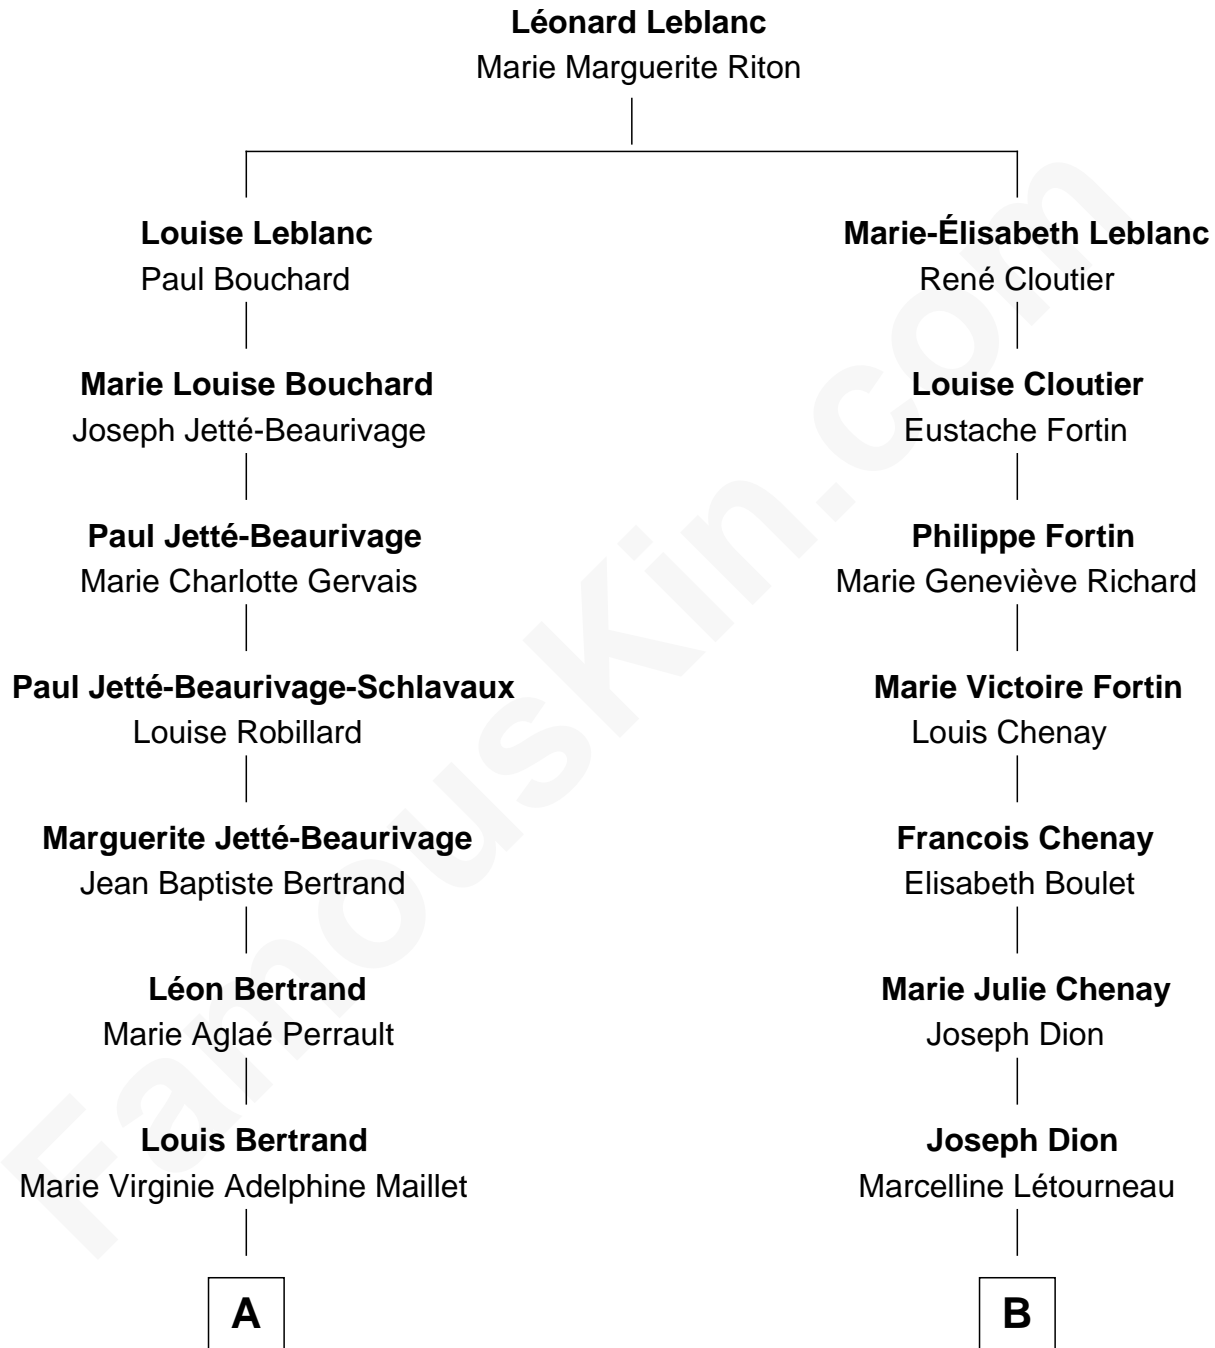 Léonard Leblanc
Marie Marguerite Riton
Louise Leblanc
Paul Bouchard
Marie-Élisabeth Leblanc
René Cloutier
Marie Louise Bouchard
Joseph Jetté-Beaurivage
Louise Cloutier
Eustache Fortin
Paul Jetté-Beaurivage
Marie Charlotte Gervais
Philippe Fortin
Marie Geneviève Richard
Paul Jetté-Beaurivage-Schlavaux
Louise Robillard
Marie Victoire Fortin
Louis Chenay
Marguerite Jetté-Beaurivage
Jean Baptiste Bertrand
Francois Chenay
Elisabeth Boulet
Léon Bertrand
Marie Aglaé Perrault
Marie Julie Chenay
Joseph Dion
Louis Bertrand
Marie Virginie Adelphine Maillet
Joseph Dion
Marcelline Létourneau
A
B
FamousKin.com